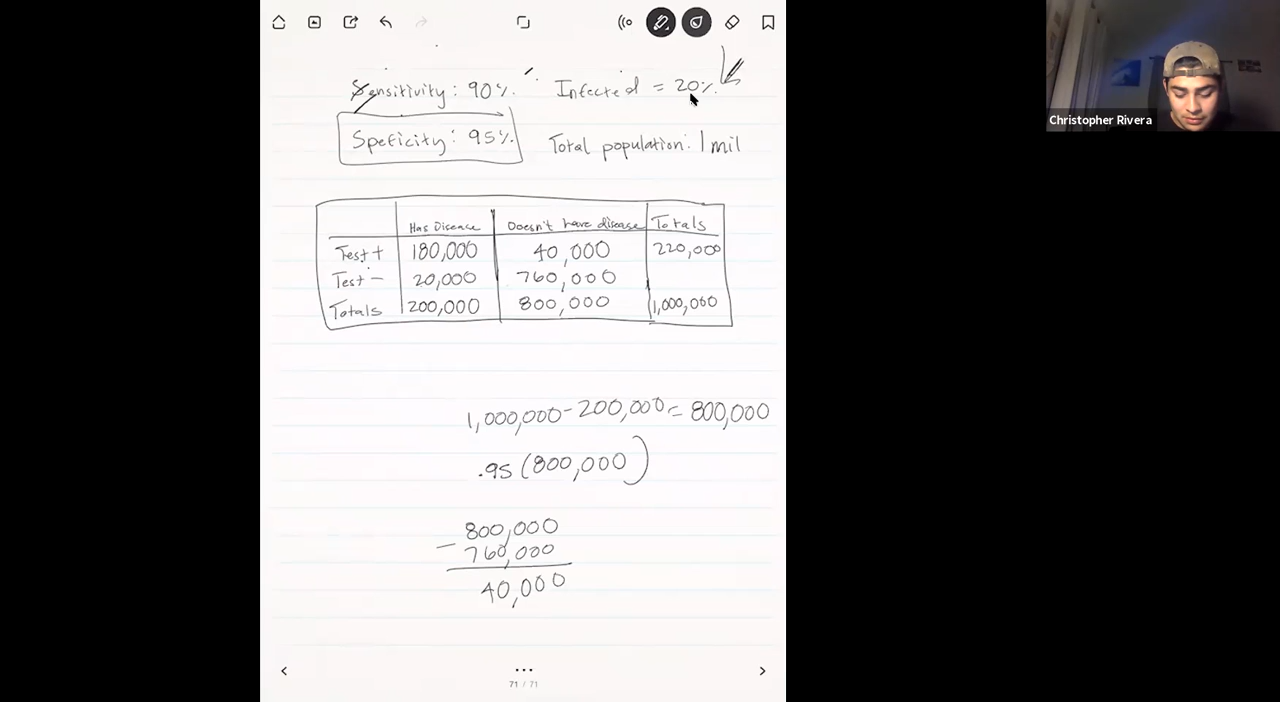 Sensitivity: 90%. Infected = 20%.
Speficity: 95%. Total population: 1 mil
Christopher Rivera
Has Disease Doesn't have disease Totals
Test + 180,000 40,000 220,000
Test - 20,000 760,000
Totals 200,000 800,000 1,000,000
1,000,000 - 200,000 = 800,000
.95 (800,000)
800,000
- 760,000
40,000
71 / 71